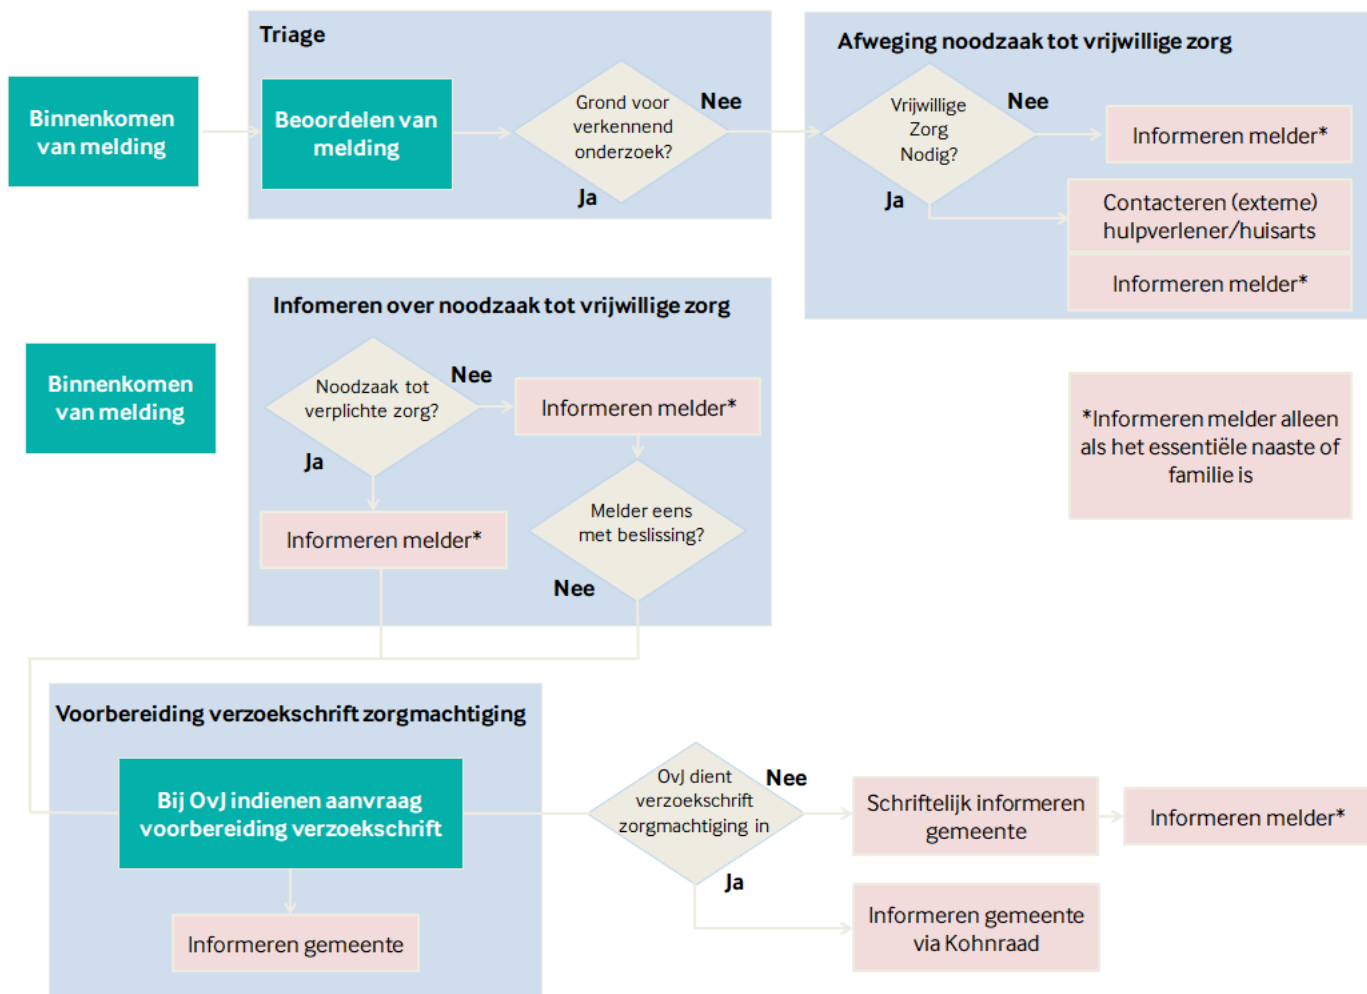 Triage
Binnenkomen
van melding
Beoordelen van
melding
Grond voor
verkennend
onderzoek?
Nee
Ja
Afweging noodzaak tot vrijwillige zorg
Vrijwillige
Zorg
Nodig?
Nee
Informeren melder*
Ja
Contacteren (externe)
hulpverlener/huisarts
Informeren melder*
Infomeren over noodzaak tot vrijwillige zorg
Binnenkomen
van melding
Noodzaak tot
verplichte zorg?
Nee
Informeren melder*
Ja
Informeren melder*
Melder eens
met beslissing?
Nee
*Informeren melder alleen
als het essentiële naaste of
familie is
Voorbereiding verzoekschrift zorgmachtiging
Bij OvJ indienen aanvraag
voorbereiding verzoekschrift
Informeren gemeente
OvJ dient
verzoekschrift
zorgmachtiging in
Nee
Schriftelijk informeren
gemeente
Informeren melder*
Ja
Informeren gemeente
via Kohnraad